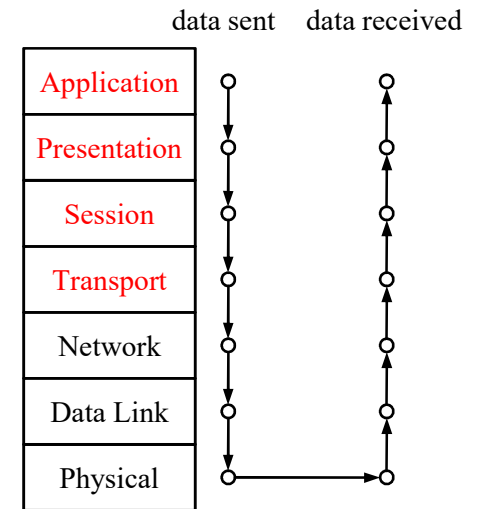 data sent data received
Application
Presentation
Session
Transport
Network
Data Link
Physical